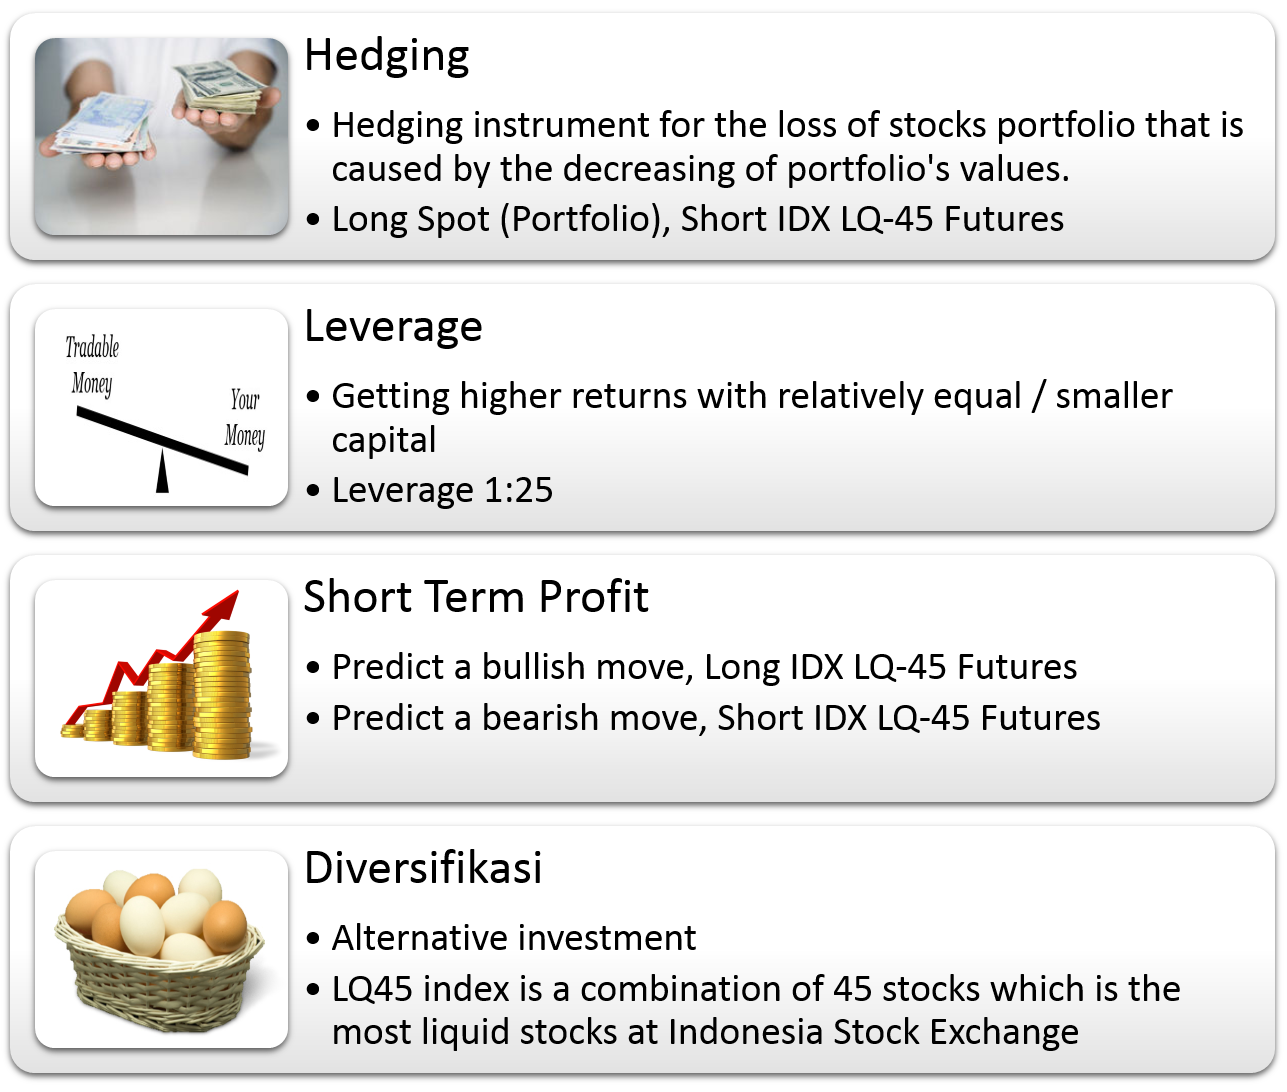 Hedging
• Hedging instrument for the loss of stocks portfolio that is
caused by the decreasing of portfolio's values.
• Long Spot (Portfolio), Short IDX LQ-45 Futures
Tradable
Money
Your
Money
Leverage
• Getting higher returns with relatively equal / smaller
capital
• Leverage 1:25
Short Term Profit
• Predict a bullish move, Long IDX LQ-45 Futures
• Predict a bearish move, Short IDX LQ-45 Futures
Diversifikasi
• Alternative investment
• LQ45 index is a combination of 45 stocks which is the
most liquid stocks at Indonesia Stock Exchange